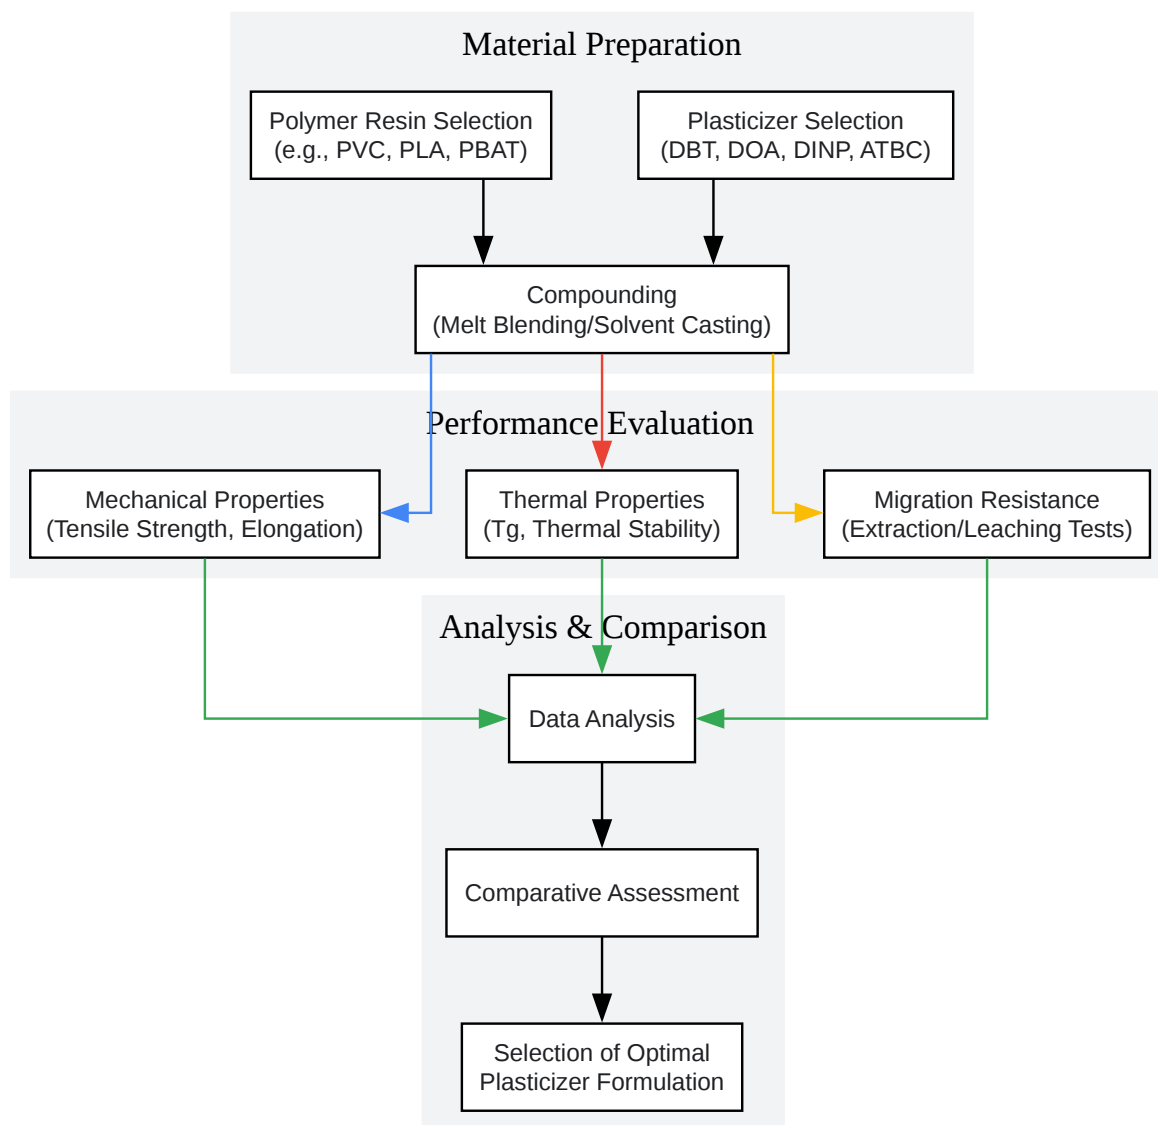 Material Preparation
Polymer Resin Selection
(e.g., PVC, PLA, PBAT)
Plasticizer Selection
(DBT, DOA, DINP, ATBC)
Compounding
(Melt Blending/Solvent Casting)
Performance Evaluation
Mechanical Properties
(Tensile Strength, Elongation)
Thermal Properties
(Tg, Thermal Stability)
Migration Resistance
(Extraction/Leaching Tests)
Analysis & Comparison
Data Analysis
Comparative Assessment
Selection of Optimal
Plasticizer Formulation